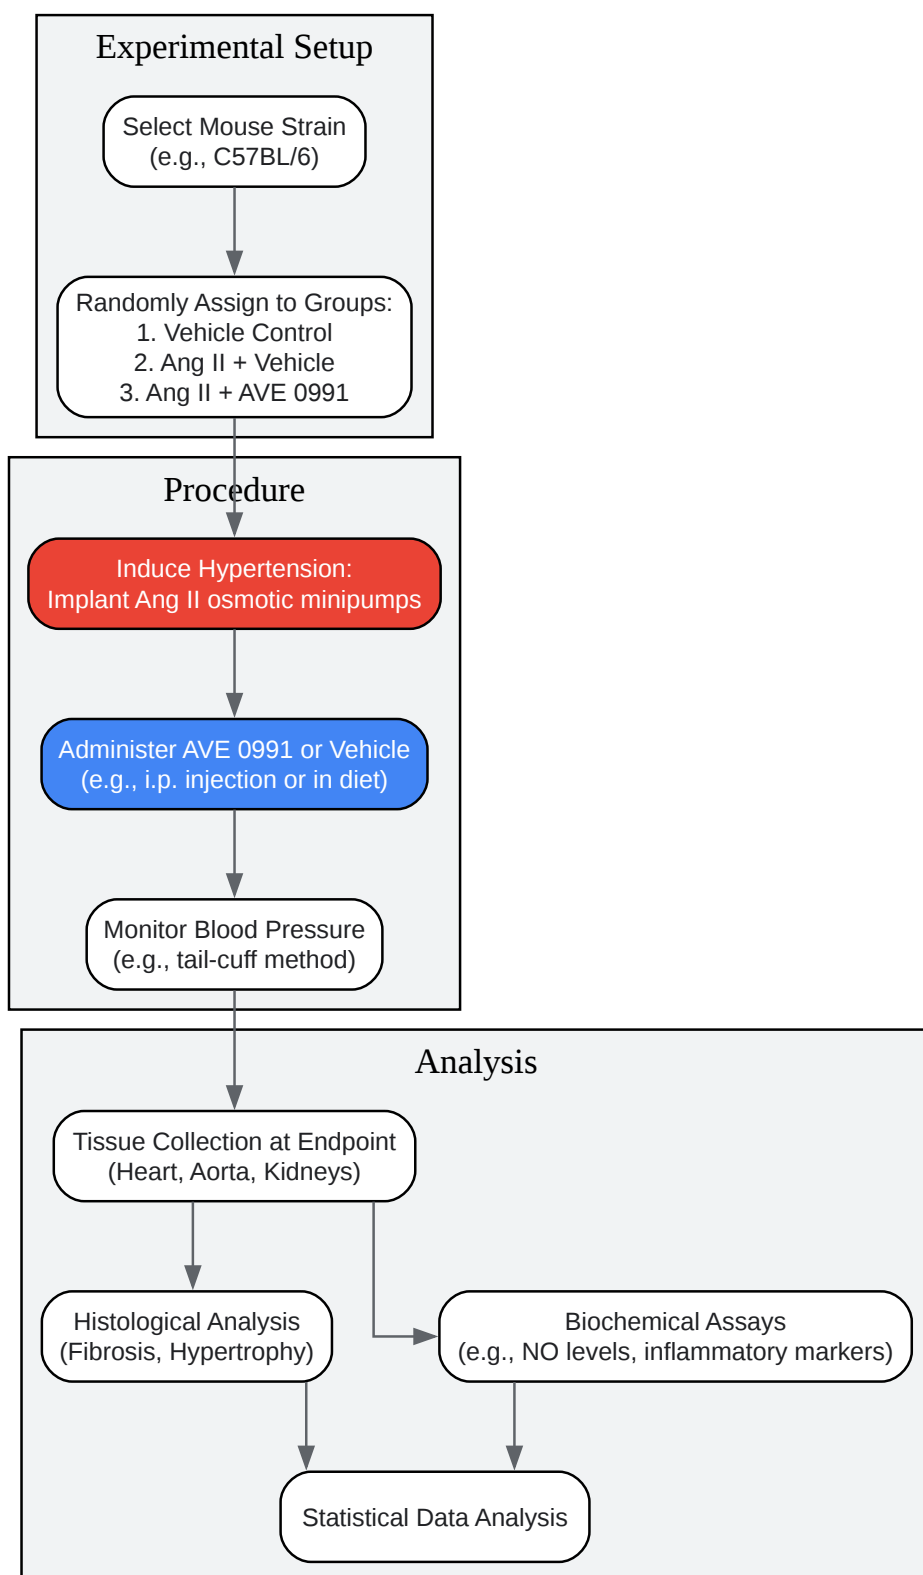 Experimental Setup
Select Mouse Strain
(e.g., C57BL/6)
Randomly Assign to Groups:
1. Vehicle Control
2. Ang II + Vehicle
3. Ang II + AVE 0991
Procedure
Induce Hypertension:
Implant Ang II osmotic minipumps
Administer AVE 0991 or Vehicle
(e.g., i.p. injection or in diet)
Monitor Blood Pressure
(e.g., tail-cuff method)
Analysis
Tissue Collection at Endpoint
(Heart, Aorta, Kidneys)
Histological Analysis
(Fibrosis, Hypertrophy)
Biochemical Assays
(e.g., NO levels, inflammatory markers)
Statistical Data Analysis